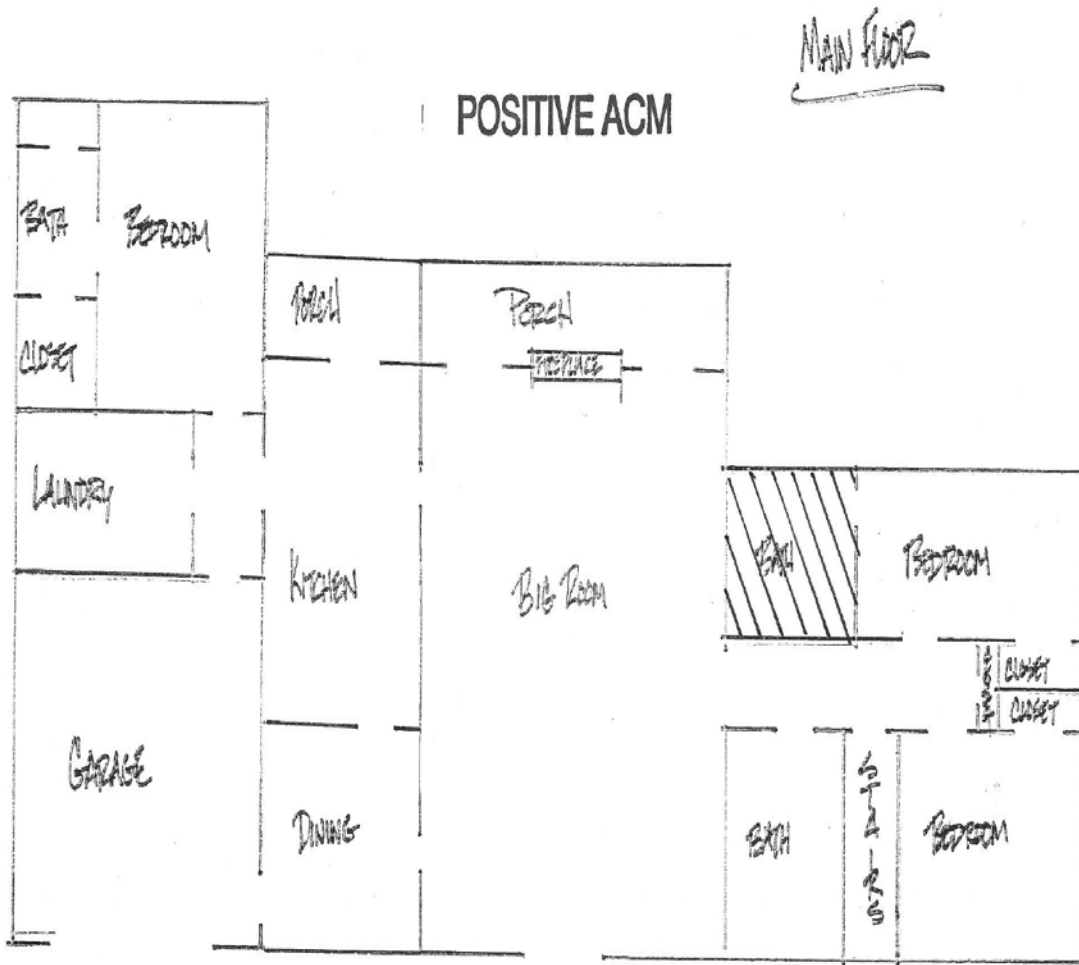 MAIN FLOOR
POSITIVE ACM
BATH
BEDROOM
PORCH
PORCH
FIREPLACE
CLOSET
LAUNDRY
KITCHEN
BIG ROOM
BATH
BEDROOM
CLOSET
CLOSET
CLOSET
GARAGE
DINING
BATH
STAIRS
BEDROOM